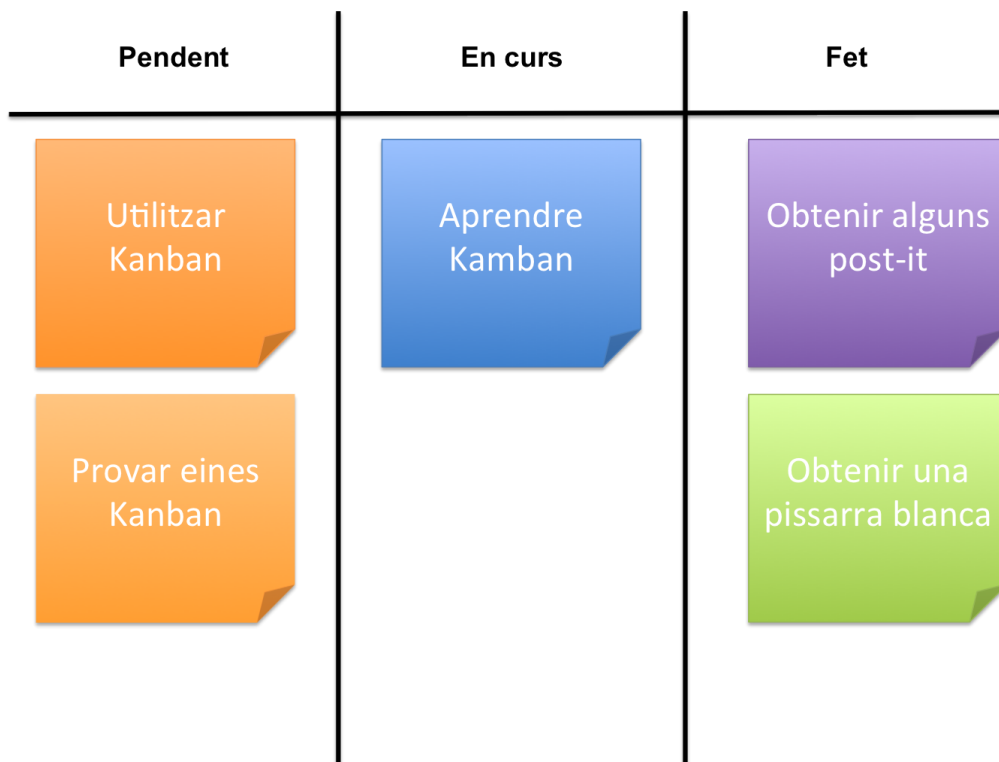 Pendent
En curs
Fet
Utilitzar
Kanban
Aprendre
Kamban
Obtenir alguns
post-it
Provar eines
Kanban
Obtenir una
pissarra blanca